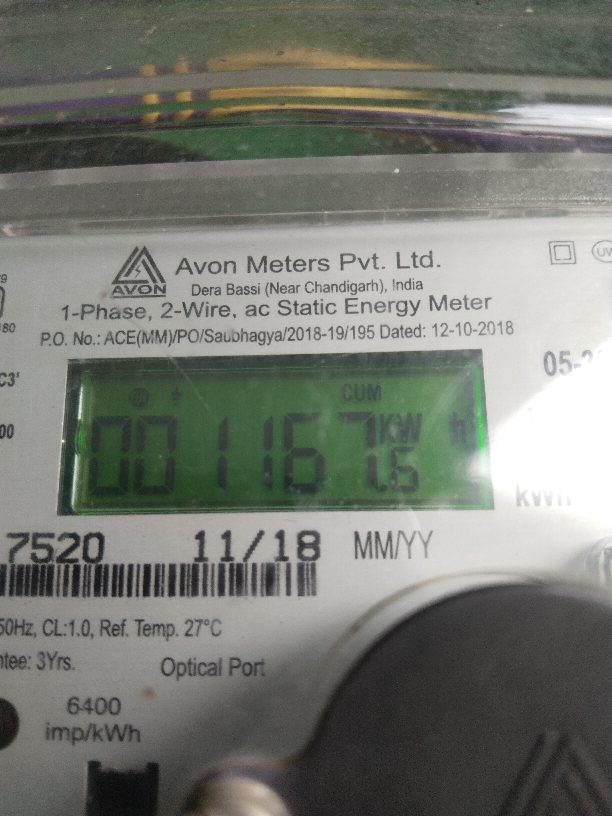 AVON
Avon Meters Pvt. Ltd.
Dera Bassi (Near Chandigarh), India
1-Phase, 2-Wire, ac Static Energy Meter
P.O. No.: ACE(MM)/PO/Saubhagya/2018-19/195 Dated: 12-10-2018
CUM
001167.6 KW h
kWh
7520 11/18 MM/YY
50Hz, CL:1.0, Ref. Temp. 27°C
3Yrs.
Optical Port
6400
imp/kWh